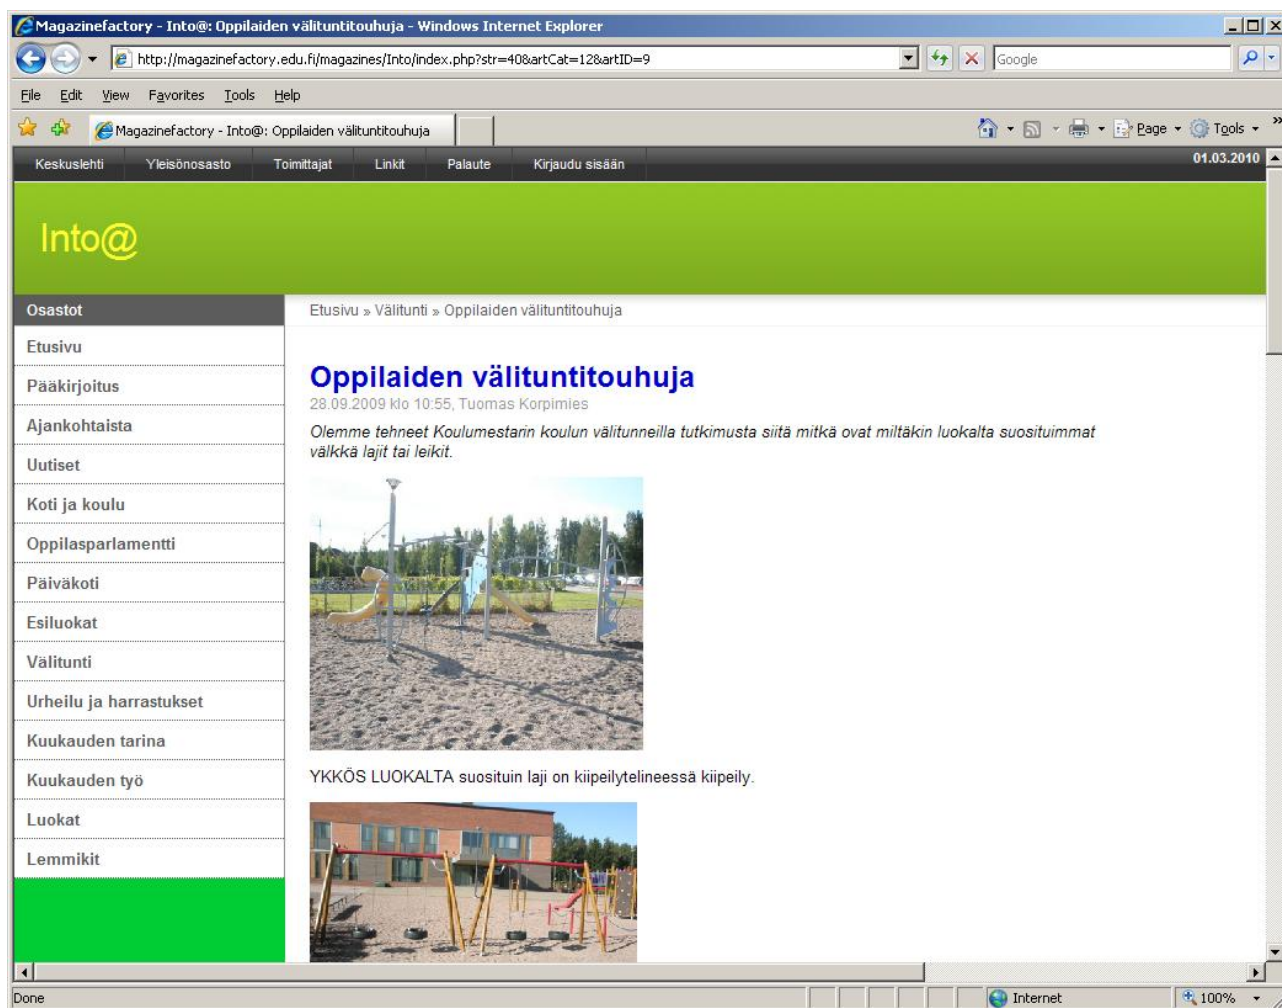 Magazinefactory - Into@: Oppilaiden välituntitouhuja - Windows Internet Explorer
http://magazinefactory.edu.fi/magazines/Into/index.php?str=40&artCat=12&artID=9
Google
File Edit View Favorites Tools Help
Magazinefactory - Into@: Oppilaiden välituntitouhuja
Page Tools »
Keskuslehti Yleisönosasto Toimittajat Linkit Palaute Kirjaudu sisään 01.03.2010
Into@
Osastot
Etusivu
Pääkirjoitus
Ajankohtaista
Uutiset
Koti ja koulu
Oppilasparlamentti
Päiväkoti
Esiluokat
Välitunti
Urheilu ja harrastukset
Kuukauden tarina
Kuukauden työ
Luokat
Lemmikit
Etusivu » Välitunti » Oppilaiden välituntitouhuja
Oppilaiden välituntitouhuja
28.09.2009 klo 10:55, Tuomas Korpimies
Olemme tehneet Koulumestarin koulun välitunneilla tutkimusta siitä mitkä ovat miltäkin luokalta suosituimmat
välkkä lajit tai leikit.
YKKÖS LUOKALTA suosituin laji on kiipeilytelineessä kiipeily.
Done Internet 100%